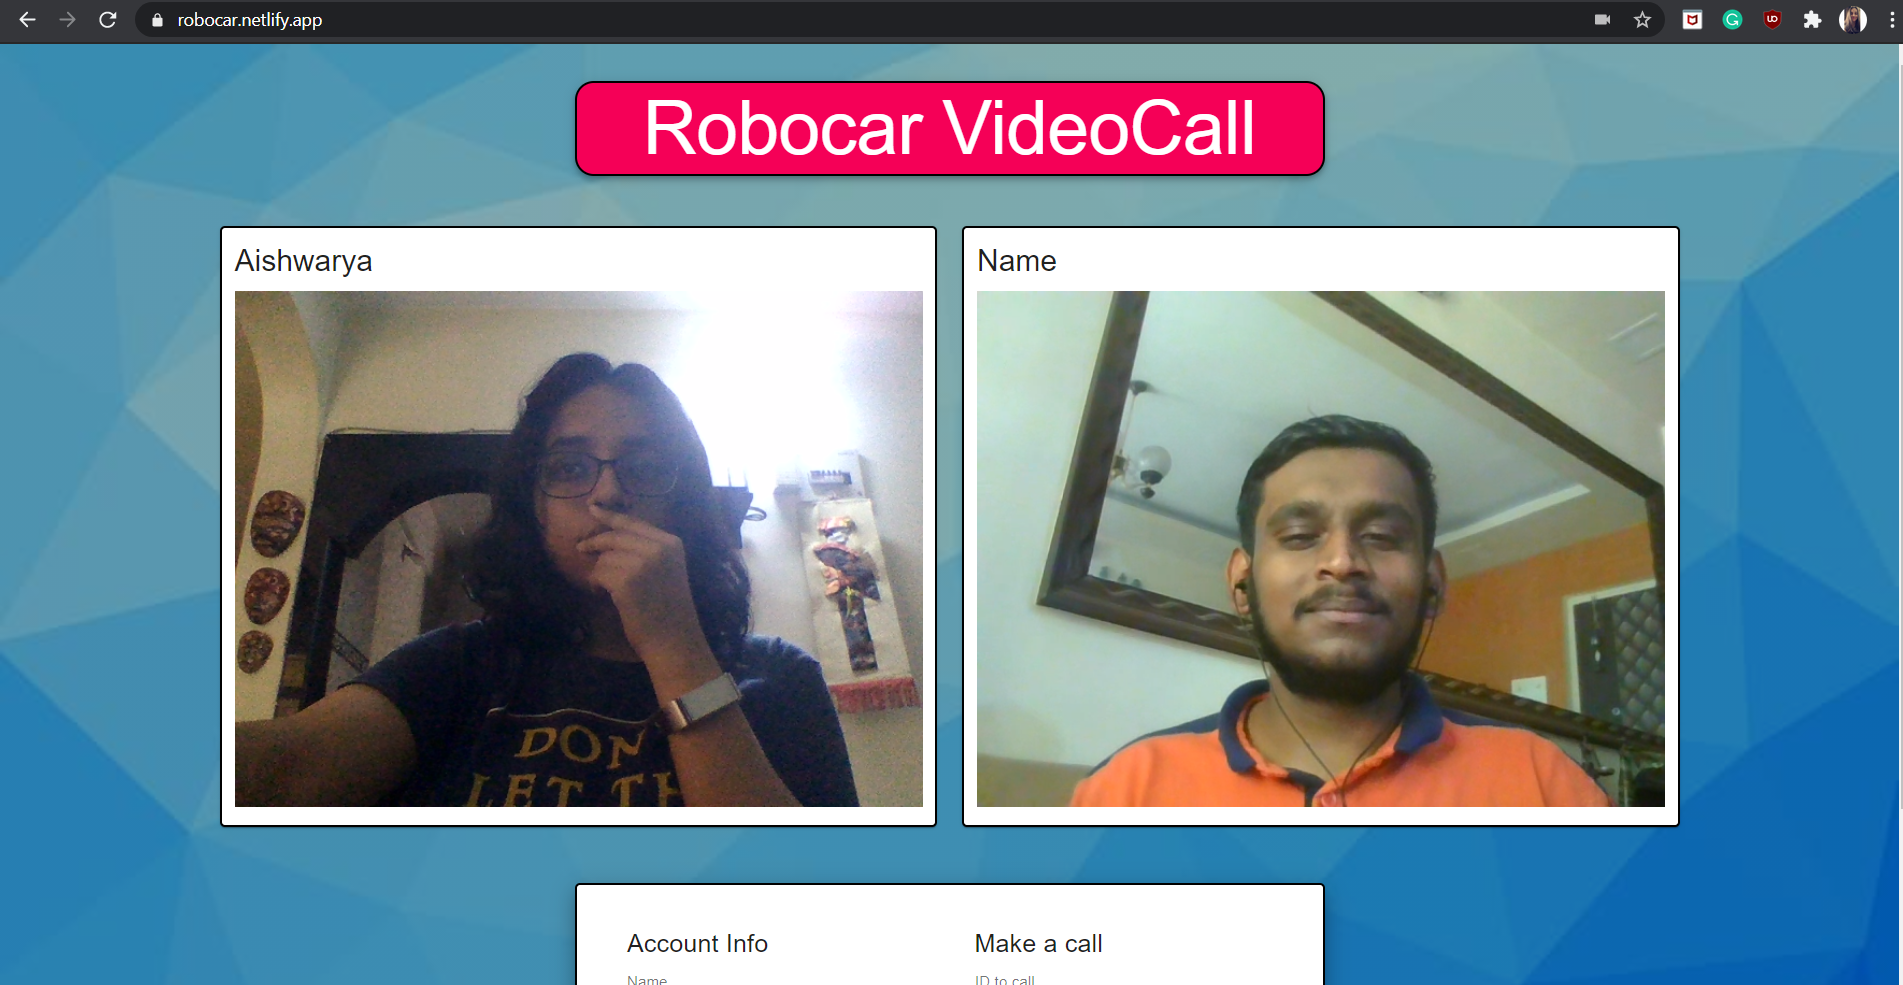 robocar.netlify.app
Robocar VideoCall
Aishwarya
Name
DON
LET TH
Account Info
Make a call
Name
ID to call